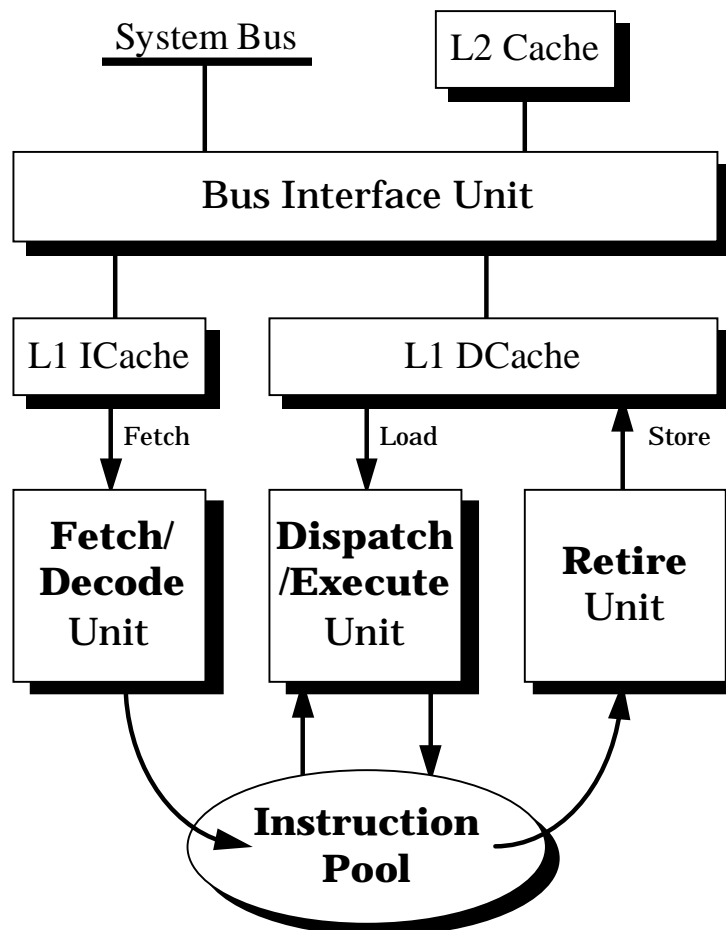 System Bus
L2 Cache
Bus Interface Unit
L1 ICache
L1 DCache
Fetch
Load
Store
Fetch/
Decode
Unit
Dispatch
/Execute
Unit
Retire
Unit
Instruction
Pool